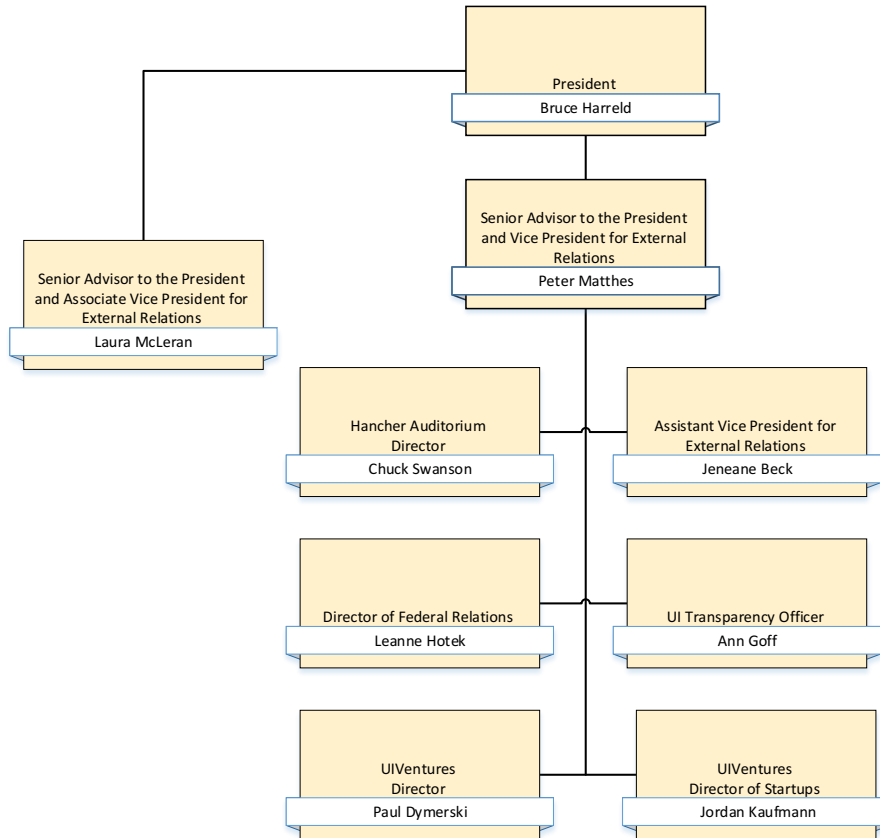 President
Bruce Harreld
Senior Advisor to the President
and Vice President for External
Relations
Peter Matthes
Senior Advisor to the President
and Associate Vice President for
External Relations
Laura McLeran
Hancher Auditorium
Director
Chuck Swanson
Assistant Vice President for
External Relations
Jeneane Beck
Director of Federal Relations
Leanne Hotek
UI Transparency Officer
Ann Goff
UIVentures
Director
Paul Dymerski
UIVentures
Director of Startups
Jordan Kaufmann